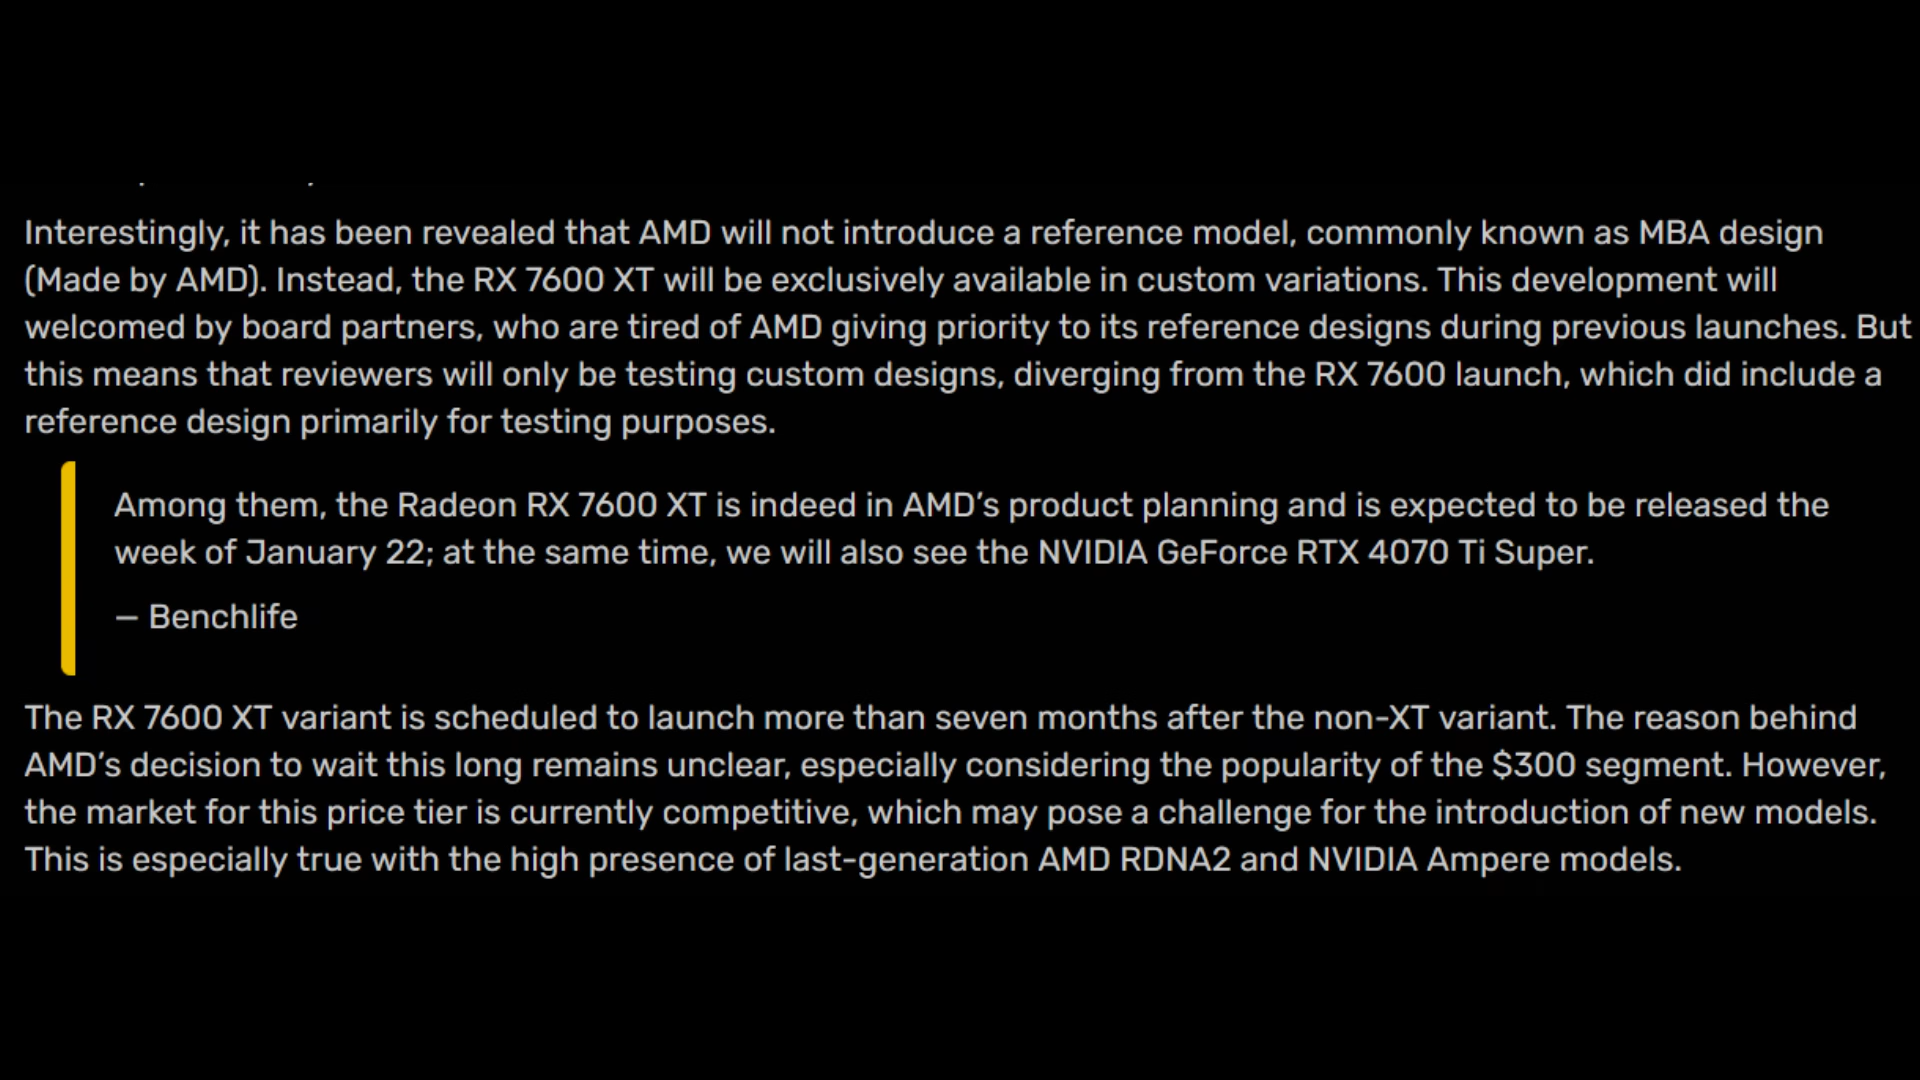 Interestingly, it has been revealed that AMD will not introduce a reference model, commonly known as MBA design
(Made by AMD). Instead, the RX 7600 XT will be exclusively available in custom variations. This development will
welcomed by board partners, who are tired of AMD giving priority to its reference designs during previous launches. But
this means that reviewers will only be testing custom designs, diverging from the RX 7600 launch, which did include a
reference design primarily for testing purposes.
Among them, the Radeon RX 7600 XT is indeed in AMD’s product planning and is expected to be released the
week of January 22; at the same time, we will also see the NVIDIA GeForce RTX 4070 Ti Super.
— Benchlife
The RX 7600 XT variant is scheduled to launch more than seven months after the non-XT variant. The reason behind
AMD’s decision to wait this long remains unclear, especially considering the popularity of the $300 segment. However,
the market for this price tier is currently competitive, which may pose a challenge for the introduction of new models.
This is especially true with the high presence of last-generation AMD RDNA2 and NVIDIA Ampere models.